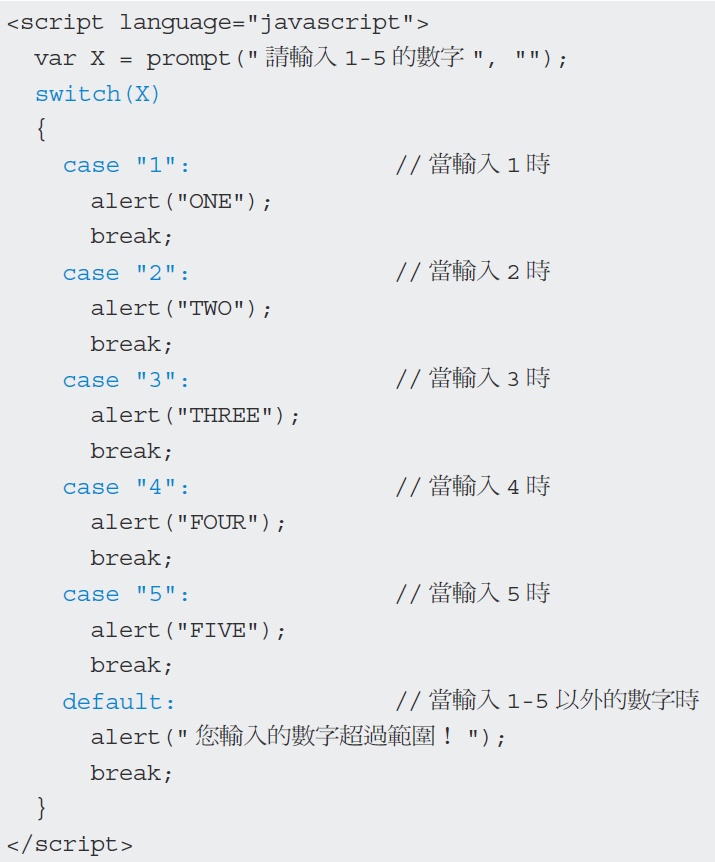 <script language="javascript">
  var X = prompt(" 請輸入 1-5 的數字 ", "");
  switch(X)
  {
    case "1":               // 當輸入 1 時
      alert("ONE");
      break;
    case "2":               // 當輸入 2 時
      alert("TWO");
      break;
    case "3":               // 當輸入 3 時
      alert("THREE");
      break;
    case "4":               // 當輸入 4 時
      alert("FOUR");
      break;
    case "5":               // 當輸入 5 時
      alert("FIVE");
      break;
    default:                // 當輸入 1-5 以外的數字時
      alert(" 您輸入的數字超過範圍！ ");
      break;
  }
</script>